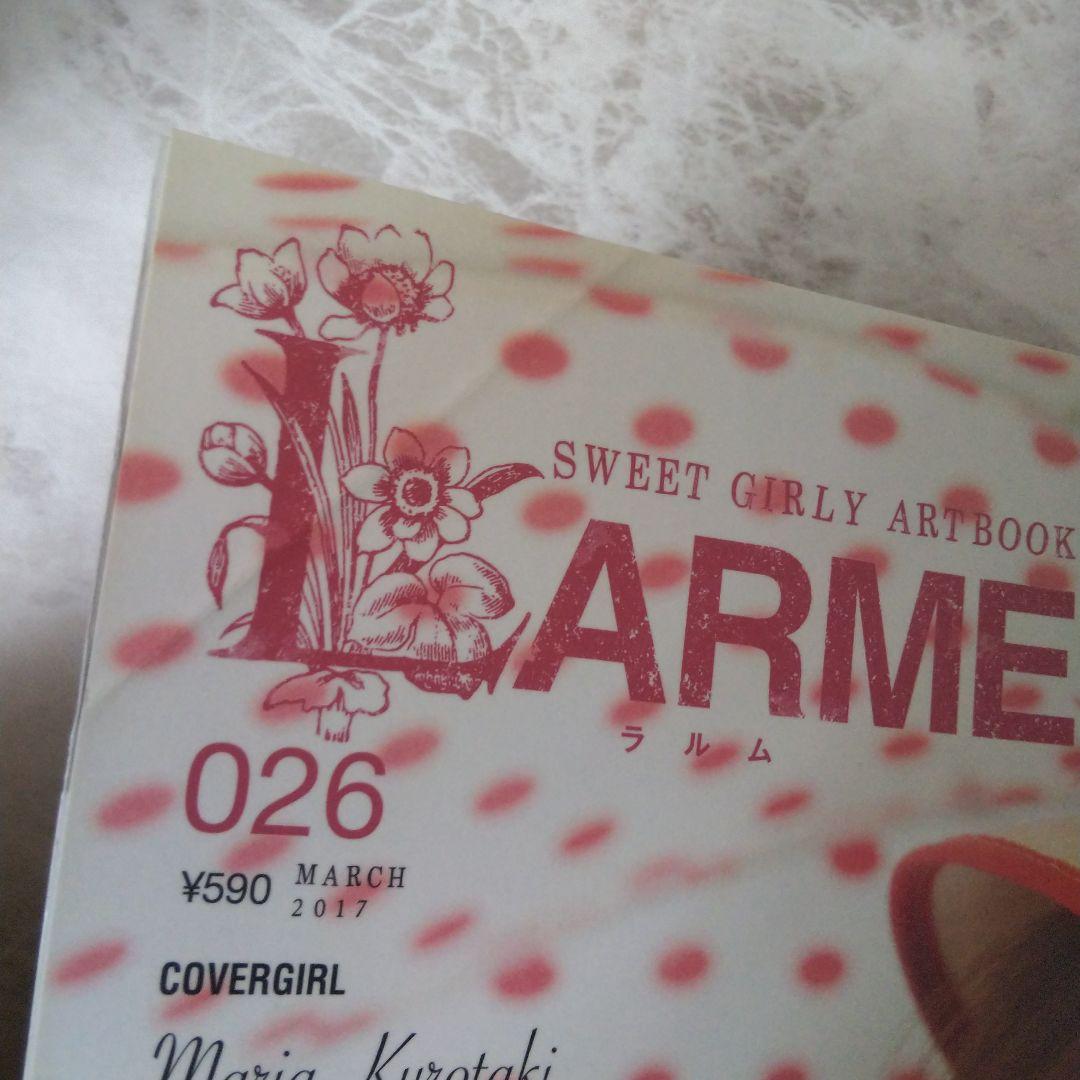 SWEET GIRLY ARTBOOK
LARME
ラルム
026
¥590 MARCH 2017
COVERGIRL
Maria Kurotaki